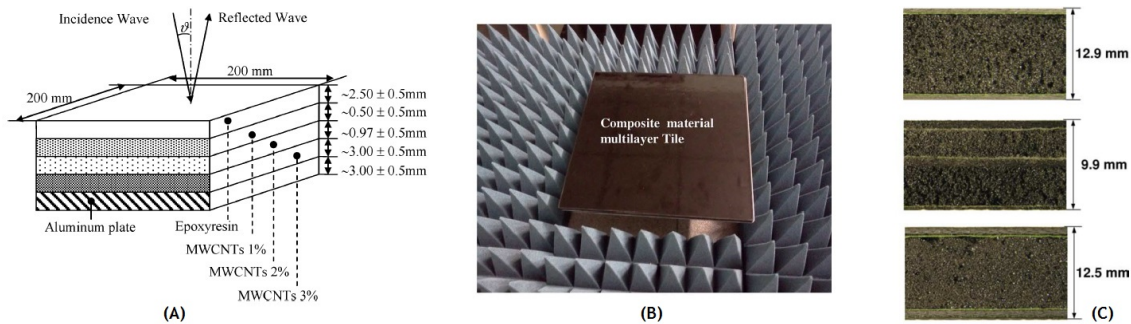 Incidence Wave
Reflected Wave
ϑ
200 mm
200 mm
~2.50 ± 0.5mm
~0.50 ± 0.5mm
~0.97 ± 0.5mm
~3.00 ± 0.5mm
~3.00 ± 0.5mm
Aluminum plate
Epoxyresin
MWCNTs 1%
MWCNTs 2%
MWCNTs 3%
(A)
Composite material
multilayer Tile
(B)
12.9 mm
9.9 mm
12.5 mm
(C)